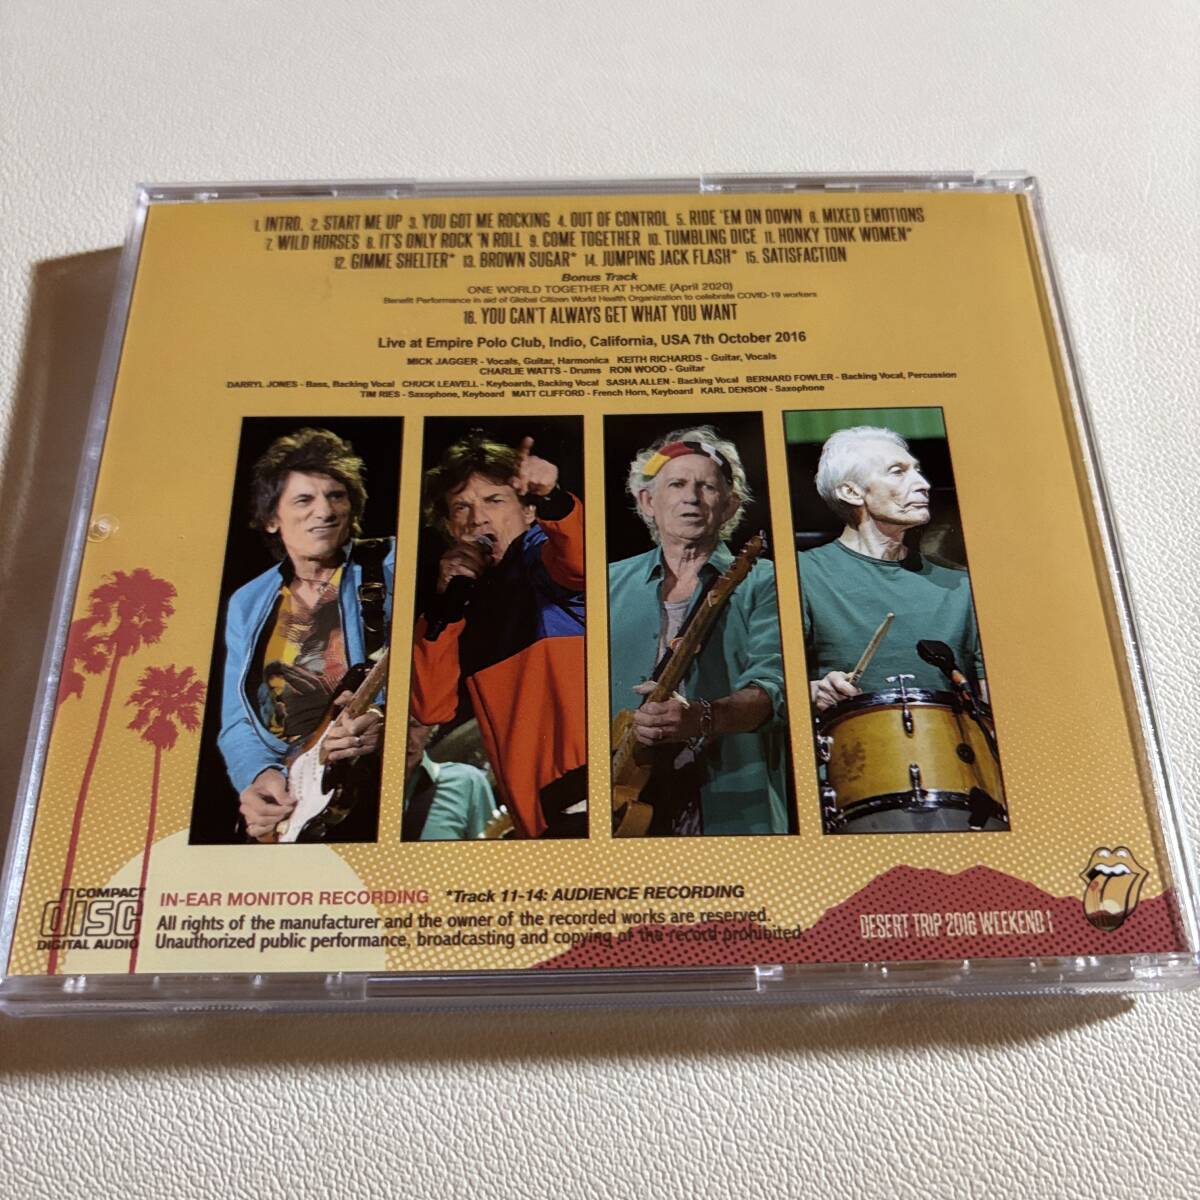 1. INTRO. 2. START ME UP 3. YOU GOT ME ROCKING 4. OUT OF CONTROL 5. RIDE 'EM ON DOWN 6. MIXED EMOTIONS
7. WILD HORSES 8. IT'S ONLY ROCK 'N ROLL 9. COME TOGETHER 10. TUMBLING DICE 11. HONKY TONK WOMEN*
12. GIMME SHELTER* 13. BROWN SUGAR* 14. JUMPING JACK FLASH* 15. SATISFACTION
Bonus Track
ONE WORLD TOGETHER AT HOME (April 2020)
Benefit Performance in aid of Global Citizen World Health Organization to celebrate COVID-19 workers
16. YOU CAN'T ALWAYS GET WHAT YOU WANT
Live at Empire Polo Club, Indio, California, USA 7th October 2016
MICK JAGGER - Vocals, Guitar, Harmonica KEITH RICHARDS - Guitar, Vocals
CHARLIE WATTS - Drums RON WOOD - Guitar
DARRYL JONES - Bass, Backing Vocal CHUCK LEAVELL - Keyboards, Backing Vocal SASHA ALLEN - Backing Vocal BERNARD FOWLER - Backing Vocal, Percussion
TIM RIES - Saxophone, Keyboard MATT CLIFFORD - French Horn, Keyboard KARL DENSON - Saxophone
COMPACT
disc
DIGITAL AUDIO
IN-EAR MONITOR RECORDING *Track 11-14: AUDIENCE RECORDING
All rights of the manufacturer and the owner of the recorded works are reserved.
Unauthorized public performance, broadcasting and copying of the record prohibited
DESERT TRIP 2016 WEEKEND 1